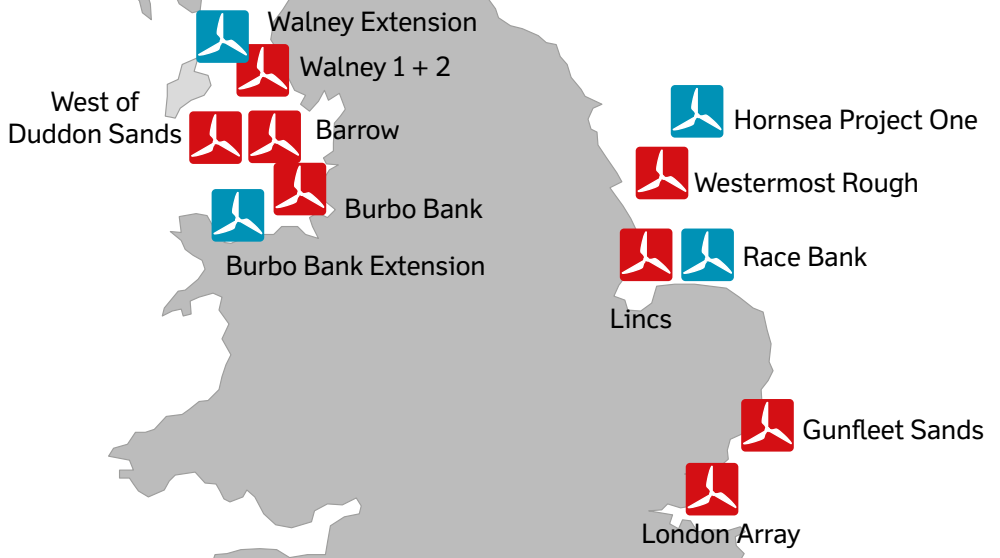 Walney Extension
Walney 1 + 2
West of
Duddon Sands
Barrow
Burbo Bank
Burbo Bank Extension
Hornsea Project One
Westermost Rough
Race Bank
Lincs
Gunfleet Sands
London Array